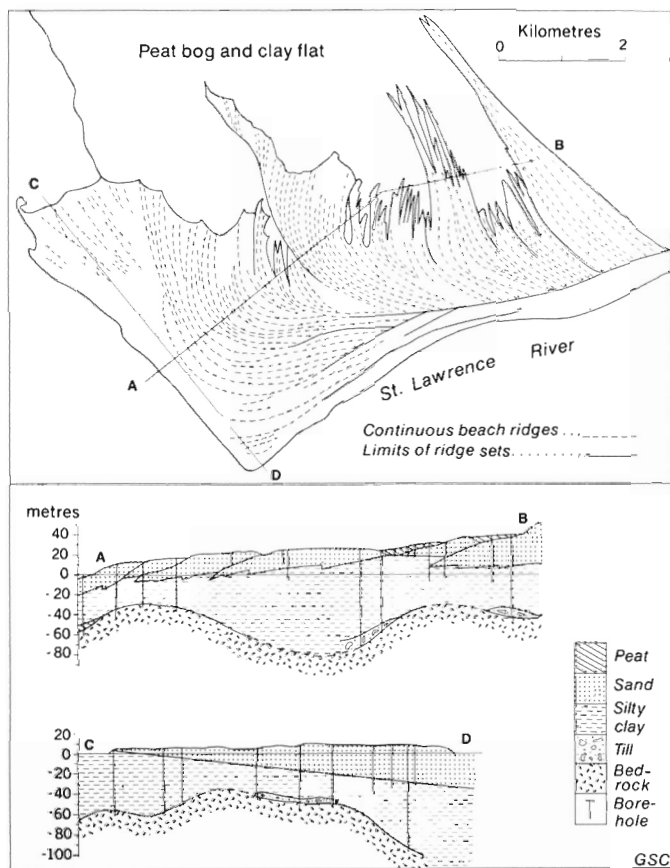 Kilometres
0 2
Peat bog and clay flat
B
C
A
St. Lawrence River
D
Continuous beach ridges ...
Limits of ridge sets........
metres
A
B
40
20
0
-20
-40
-60
-80
Peat
Sand
Silty
clay
Till
Bed-
rock
Bore-
hole
C
D
20
0
-20
-40
-60
-80
-100
GSC